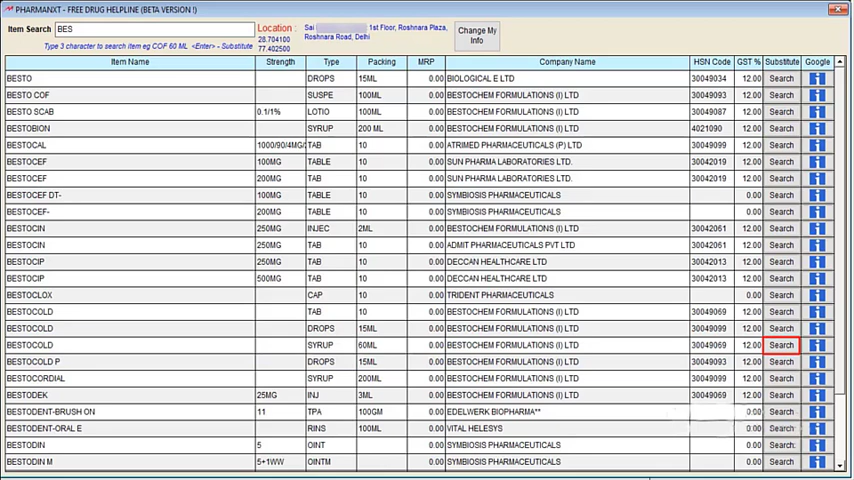 PHARMANXT - FREE DRUG HELPLINE (BETA VERSION !)
Item Search BES
Type 3 character to search item eg COF 60 ML <Enter> - Substitute
Location :
28.704100
77.402500
Sai 1st Floor, Roshnara Plaza,
Roshnara Road, Delhi
Change My
Info
Item Name Strength Type Packing MRP Company Name HSN Code GST % Substitute Google
BESTO DROPS 15ML 0.00 BIOLOGICAL E LTD 30049034 12.00 Search
BESTO COF SUSPE 100ML 0.00 BESTOCHEM FORMULATIONS (I) LTD 30049093 12.00 Search
BESTO SCAB 0.1/1% LOTIO 100ML 0.00 BESTOCHEM FORMULATIONS (I) LTD 30049087 12.00 Search
BESTOBION SYRUP 200 ML 0.00 BESTOCHEM FORMULATIONS (I) LTD 4021090 12.00 Search
BESTOCAL 1000/90/4MG/ TAB 10 0.00 ATRIMED PHARMACEUTICALS (P) LTD 30049099 12.00 Search
BESTOCEF 100MG TABLE 10 0.00 SUN PHARMA LABORATORIES LTD. 30042019 12.00 Search
BESTOCEF 200MG TAB 10 0.00 SUN PHARMA LABORATORIES LTD. 30042019 12.00 Search
BESTOCEF DT- 100MG TABLE 10 0.00 SYMBIOSIS PHARMACEUTICALS 0.00 Search
BESTOCEF- 200MG TABLE 10 0.00 SYMBIOSIS PHARMACEUTICALS 0.00 Search
BESTOCIN 250MG INJEC 2ML 0.00 BESTOCHEM FORMULATIONS (I) LTD 30042061 12.00 Search
BESTOCIN 250MG TAB 10 0.00 ADMIT PHARMACEUTICALS PVT LTD 30042061 12.00 Search
BESTOCIP 250MG TAB 10 0.00 DECCAN HEALTHCARE LTD 30042013 12.00 Search
BESTOCIP 500MG TAB 10 0.00 DECCAN HEALTHCARE LTD 30042013 12.00 Search
BESTOCLOX CAP 10 0.00 TRIDENT PHARMACEUTICALS 0.00 Search
BESTOCOLD TAB 10 0.00 BESTOCHEM FORMULATIONS (I) LTD 30049069 12.00 Search
BESTOCOLD DROPS 15ML 0.00 BESTOCHEM FORMULATIONS (I) LTD 30049099 12.00 Search
BESTOCOLD SYRUP 60ML 0.00 BESTOCHEM FORMULATIONS (I) LTD 30049069 12.00 Search
BESTOCOLD P DROPS 15ML 0.00 BESTOCHEM FORMULATIONS (I) LTD 30049093 12.00 Search
BESTOCORDIAL SYRUP 200ML 0.00 BESTOCHEM FORMULATIONS (I) LTD 30049099 12.00 Search
BESTODEK 25MG INJ 3ML 0.00 BESTOCHEM FORMULATIONS (I) LTD 30049069 12.00 Search
BESTODENT-BRUSH ON 11 TPA 100GM 0.00 EDELWERK BIOPHARMA** 0.00 Search
BESTODENT-ORAL E RINS 100ML 0.00 VITAL HELESYS 0.00 Search
BESTODIN 5 OINT 0.00 SYMBIOSIS PHARMACEUTICALS 0.00 Search
BESTODIN M 5+1WW OINTM 0.00 SYMBIOSIS PHARMACEUTICALS 0.00 Search